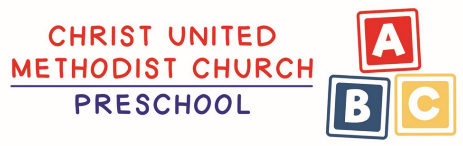 CHRIST UNITED
METHODIST CHURCH
PRESCHOOL
A
B C